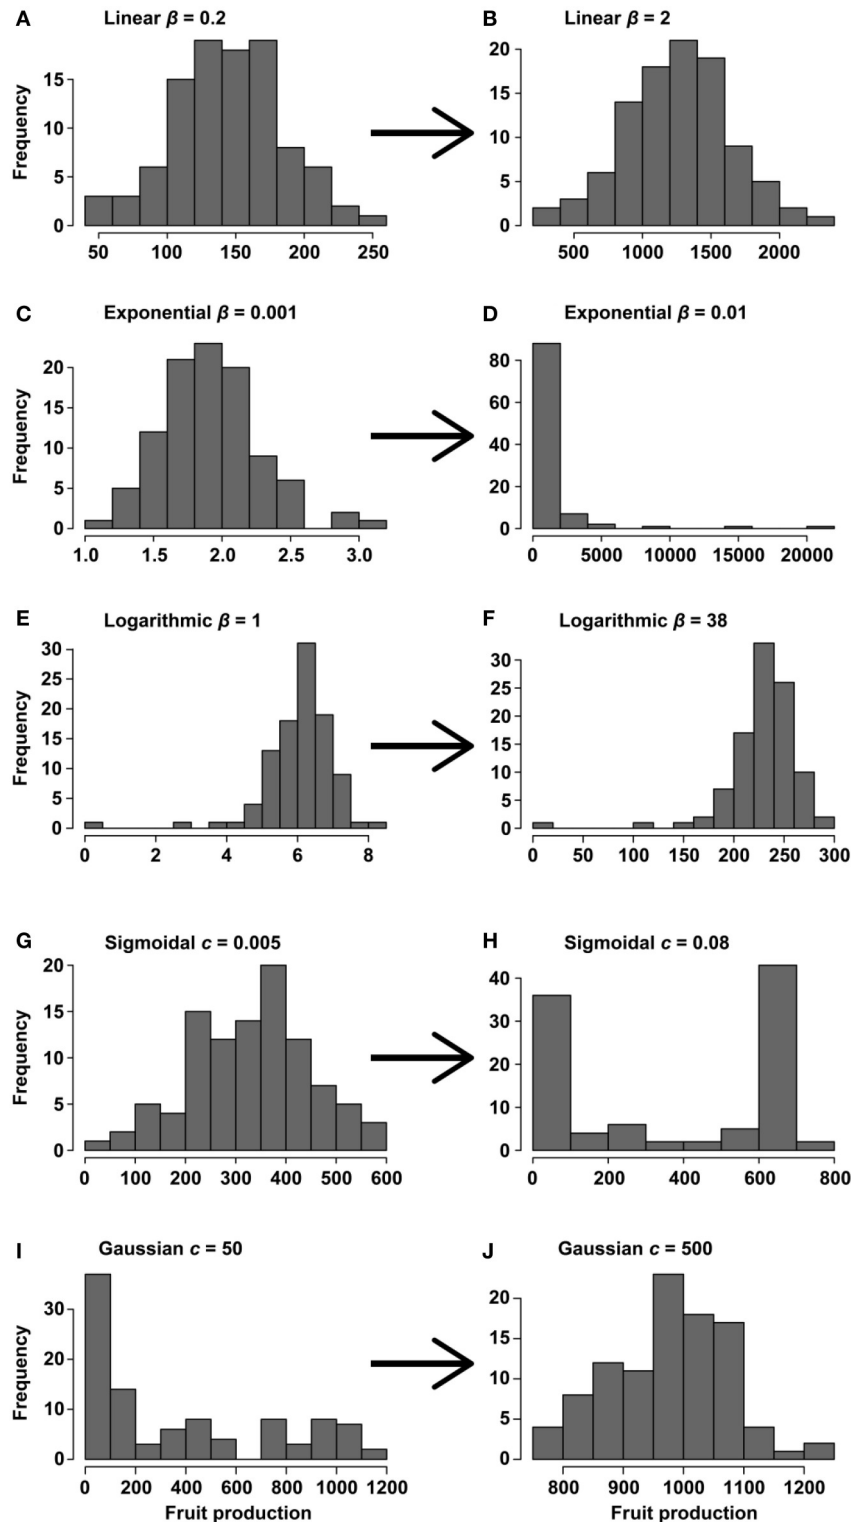 A Linear β = 0.2
B Linear β = 2
Frequency
15
10
5
0
50 100 150 200 250
20
15
10
5
0
500 1000 1500 2000
C Exponential β = 0.001
D Exponential β = 0.01
Frequency
20
15
10
5
0
1.0 1.5 2.0 2.5 3.0
80
60
40
20
0
0 5000 10000 15000 20000
E Logarithmic β = 1
F Logarithmic β = 38
Frequency
30
25
20
15
10
5
0
0 2 4 6 8
30
25
20
15
10
5
0
0 50 100 150 200 250 300
G Sigmoidal c = 0.005
H Sigmoidal c = 0.08
Frequency
20
15
10
5
0
0 100 200 300 400 500 600
40
30
20
10
0
0 200 400 600 800
I Gaussian c = 50
J Gaussian c = 500
Frequency
30
20
10
0
0 200 400 600 800 1000 1200
Fruit production
20
15
10
5
0
800 900 1000 1100 1200
Fruit production